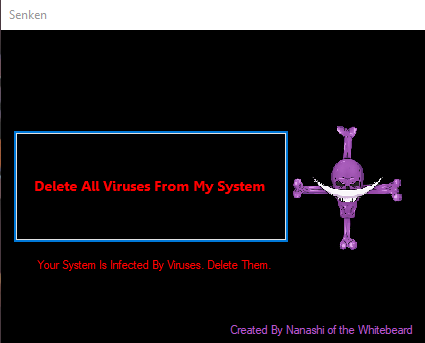 Senken
Delete All Viruses From My System
Your System Is Infected By Viruses. Delete Them.
Created By Nanashi of the Whitebeard